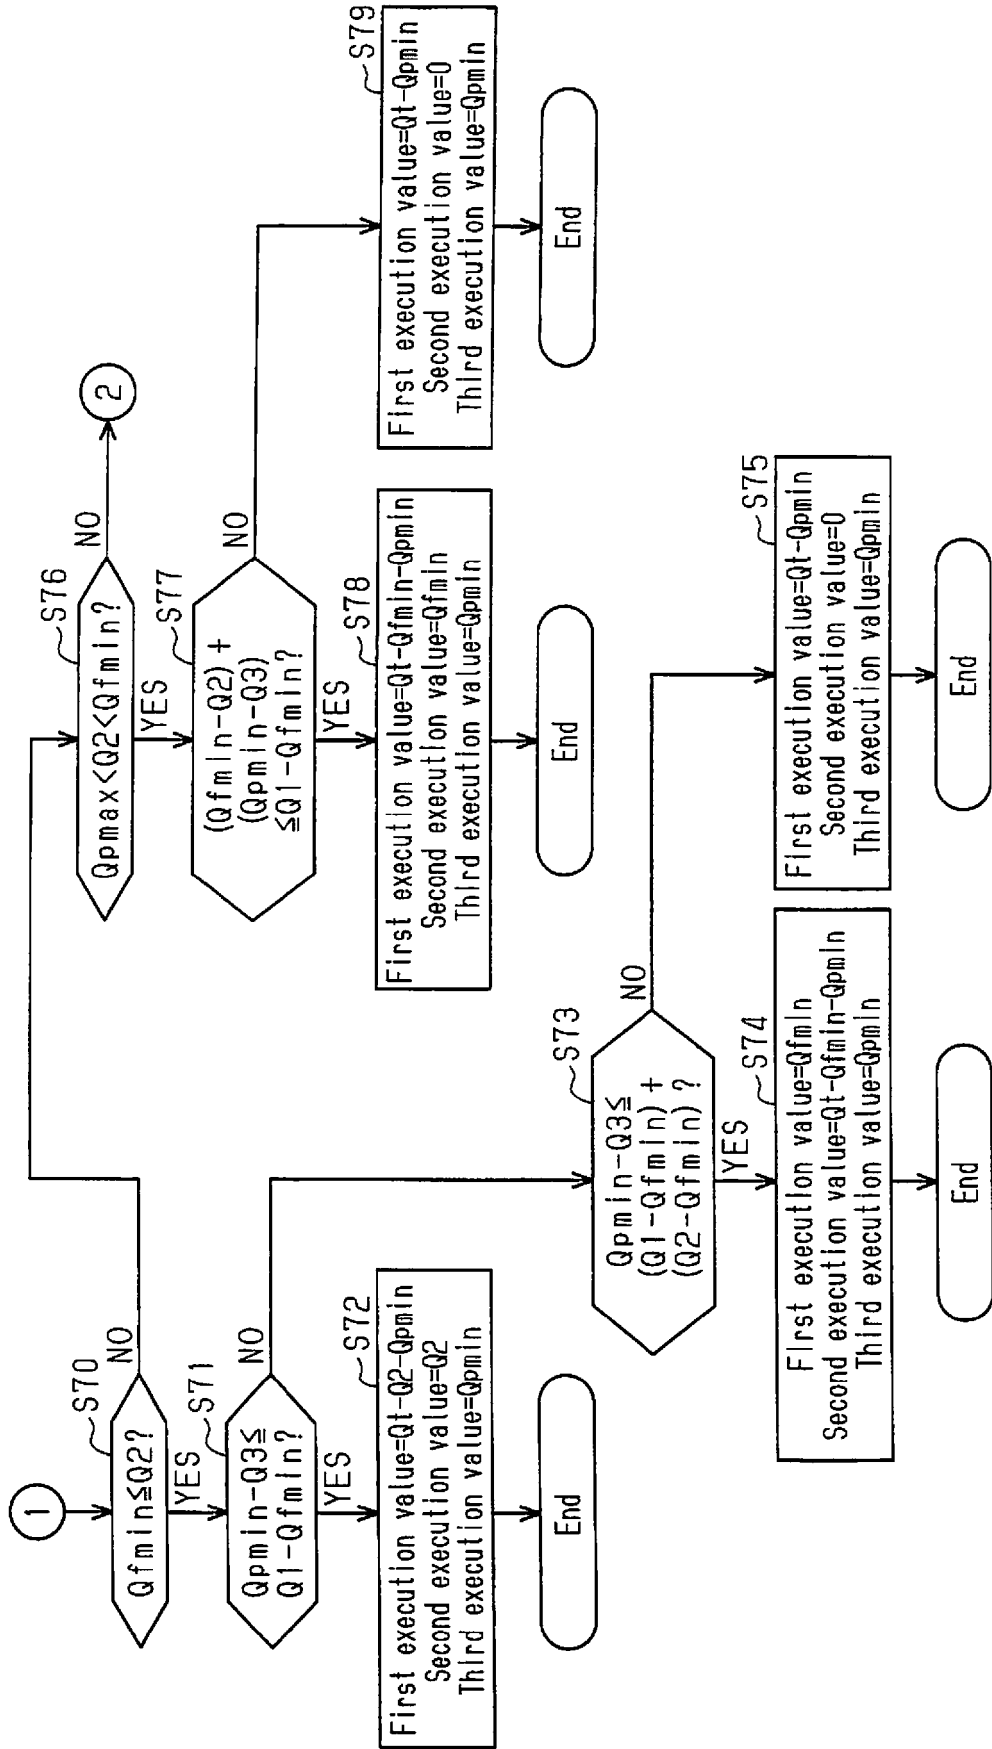 1
S70
Qfmin≦Q2?
NO
YES
S71
Qpmin-Q3≦
Q1-Qfmin?
NO
YES
S72
First execution value=Qt-Q2-Qpmin
Second execution value=Q2
Third execution value=Qpmin
End
S73
Qpmin-Q3≦
(Q1-Qfmin) +
(Q2-Qfmin) ?
NO
YES
S74
First execution value=Qfmin
Second execution value=Qt-Qfmin-Qpmin
Third execution value=Qpmin
End
S75
First execution value=Qt-Qpmin
Second execution value=0
Third execution value=Qpmin
End
S76
Qpmax<Q2<Qfmin?
NO
2
YES
S77
(Qfmin-Q2) +
(Qpmin-Q3)
≦Q1-Qfmin?
NO
YES
S78
First execution value=Qt-Qfmin-Qpmin
Second execution value=Qfmin
Third execution value=Qpmin
End
S79
First execution value=Qt-Qpmin
Second execution value=0
Third execution value=Qpmin
End